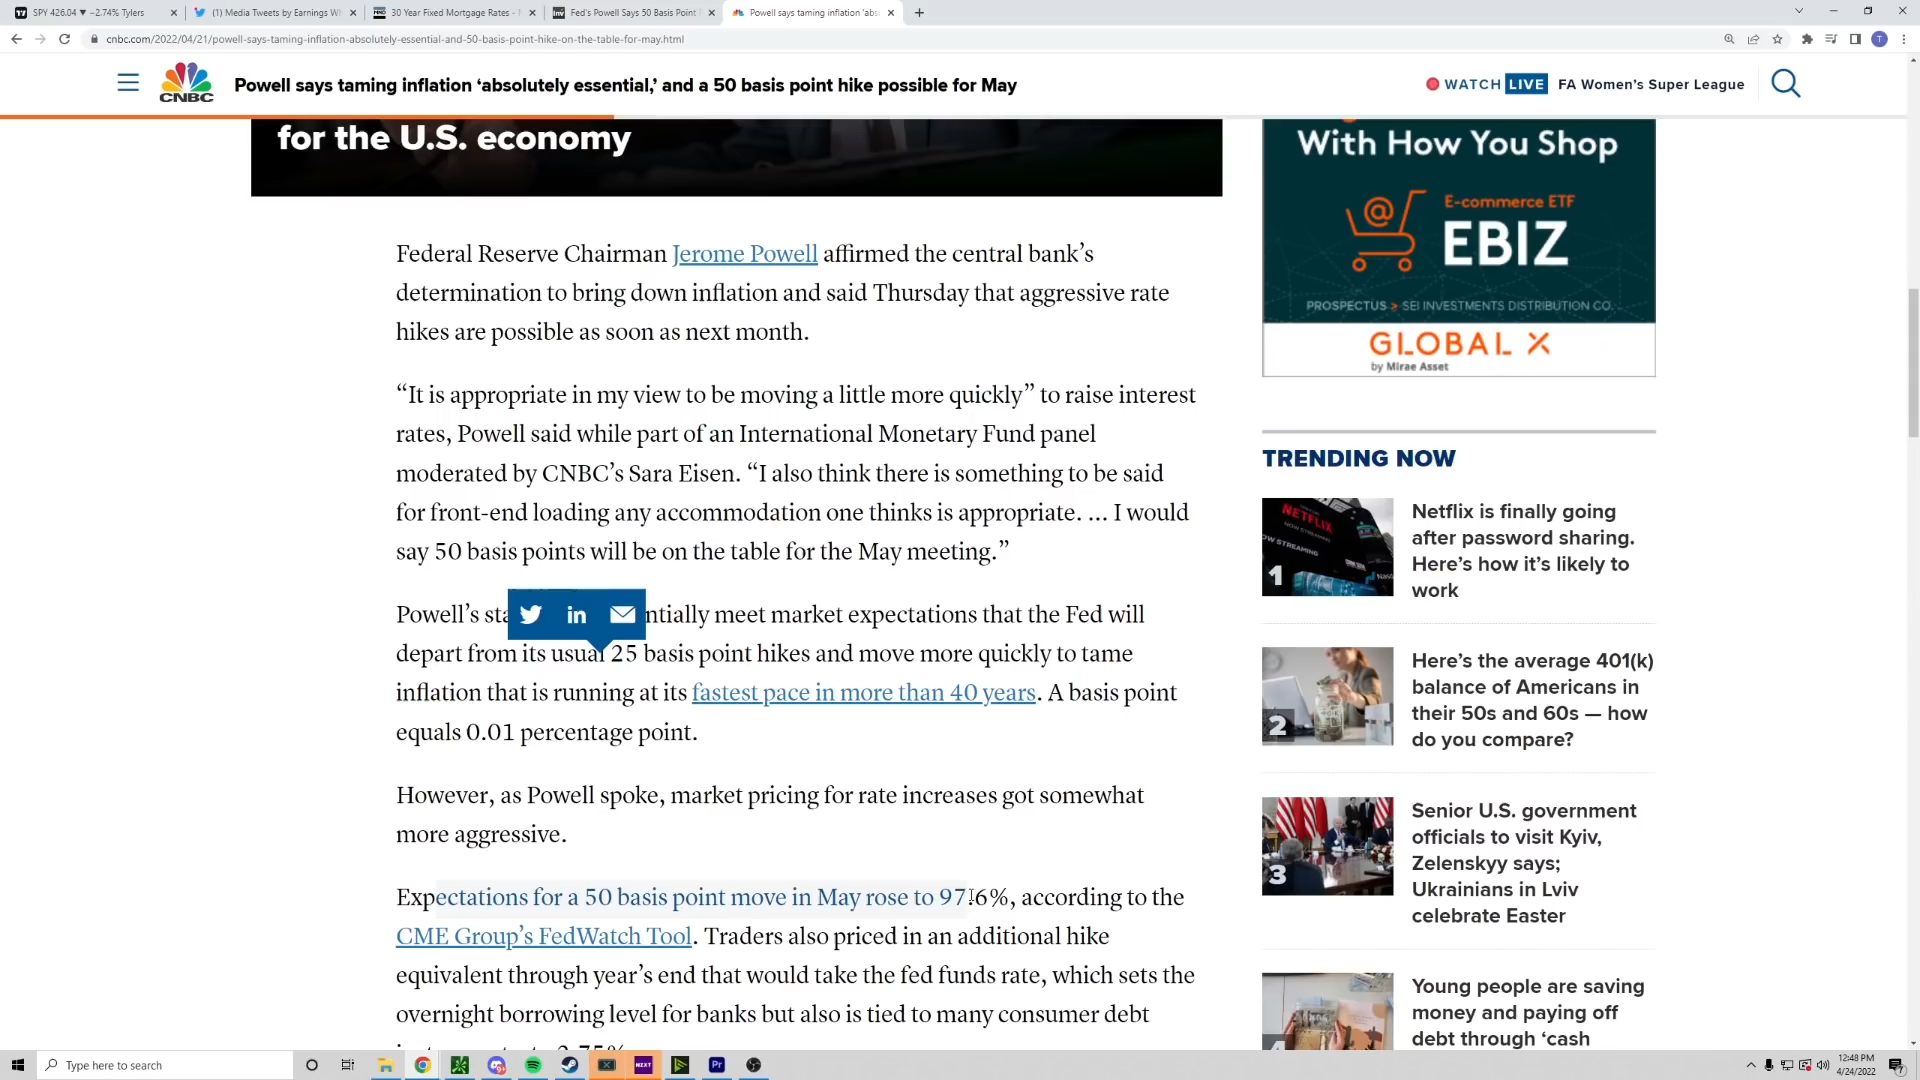 SPY 426.04 ▼ −2.74% Tylers
(1) Media Tweets by Earnings Wh
30 Year Fixed Mortgage Rates -
Fed's Powell Says 50 Basis Point
Powell says taming inflation 'abs
cnbc.com/2022/04/21/powell-says-taming-inflation-absolutely-essential-and-50-basis-point-hike-on-the-table-for-may.html
T
CNBC
Powell says taming inflation ‘absolutely essential,’ and a 50 basis point hike possible for May
WATCH LIVE FA Women’s Super League
for the U.S. economy
With How You Shop
E-commerce ETF
EBIZ
PROSPECTUS > SEI INVESTMENTS DISTRIBUTION CO.
GLOBAL X
by Mirae Asset
Federal Reserve Chairman Jerome Powell affirmed the central bank’s
determination to bring down inflation and said Thursday that aggressive rate
hikes are possible as soon as next month.
“It is appropriate in my view to be moving a little more quickly” to raise interest
rates, Powell said while part of an International Monetary Fund panel
moderated by CNBC’s Sara Eisen. “I also think there is something to be said
for front-end loading any accommodation one thinks is appropriate. … I would
say 50 basis points will be on the table for the May meeting.”
Powell’s sta
in
ntially meet market expectations that the Fed will
depart from its usual 25 basis point hikes and move more quickly to tame
inflation that is running at its fastest pace in more than 40 years. A basis point
equals 0.01 percentage point.
However, as Powell spoke, market pricing for rate increases got somewhat
more aggressive.
Expectations for a 50 basis point move in May rose to 97.6%, according to the
CME Group’s FedWatch Tool. Traders also priced in an additional hike
equivalent through year’s end that would take the fed funds rate, which sets the
overnight borrowing level for banks but also is tied to many consumer debt
TRENDING NOW
NETFLIX
NOW STREAMING
1
Netflix is finally going
after password sharing.
Here’s how it’s likely to
work
2
Here’s the average 401(k)
balance of Americans in
their 50s and 60s — how
do you compare?
3
Senior U.S. government
officials to visit Kyiv,
Zelenskyy says;
Ukrainians in Lviv
celebrate Easter
Young people are saving
money and paying off
debt through ‘cash
Type here to search
NEXT
Pr
12:48 PM
4/24/2022